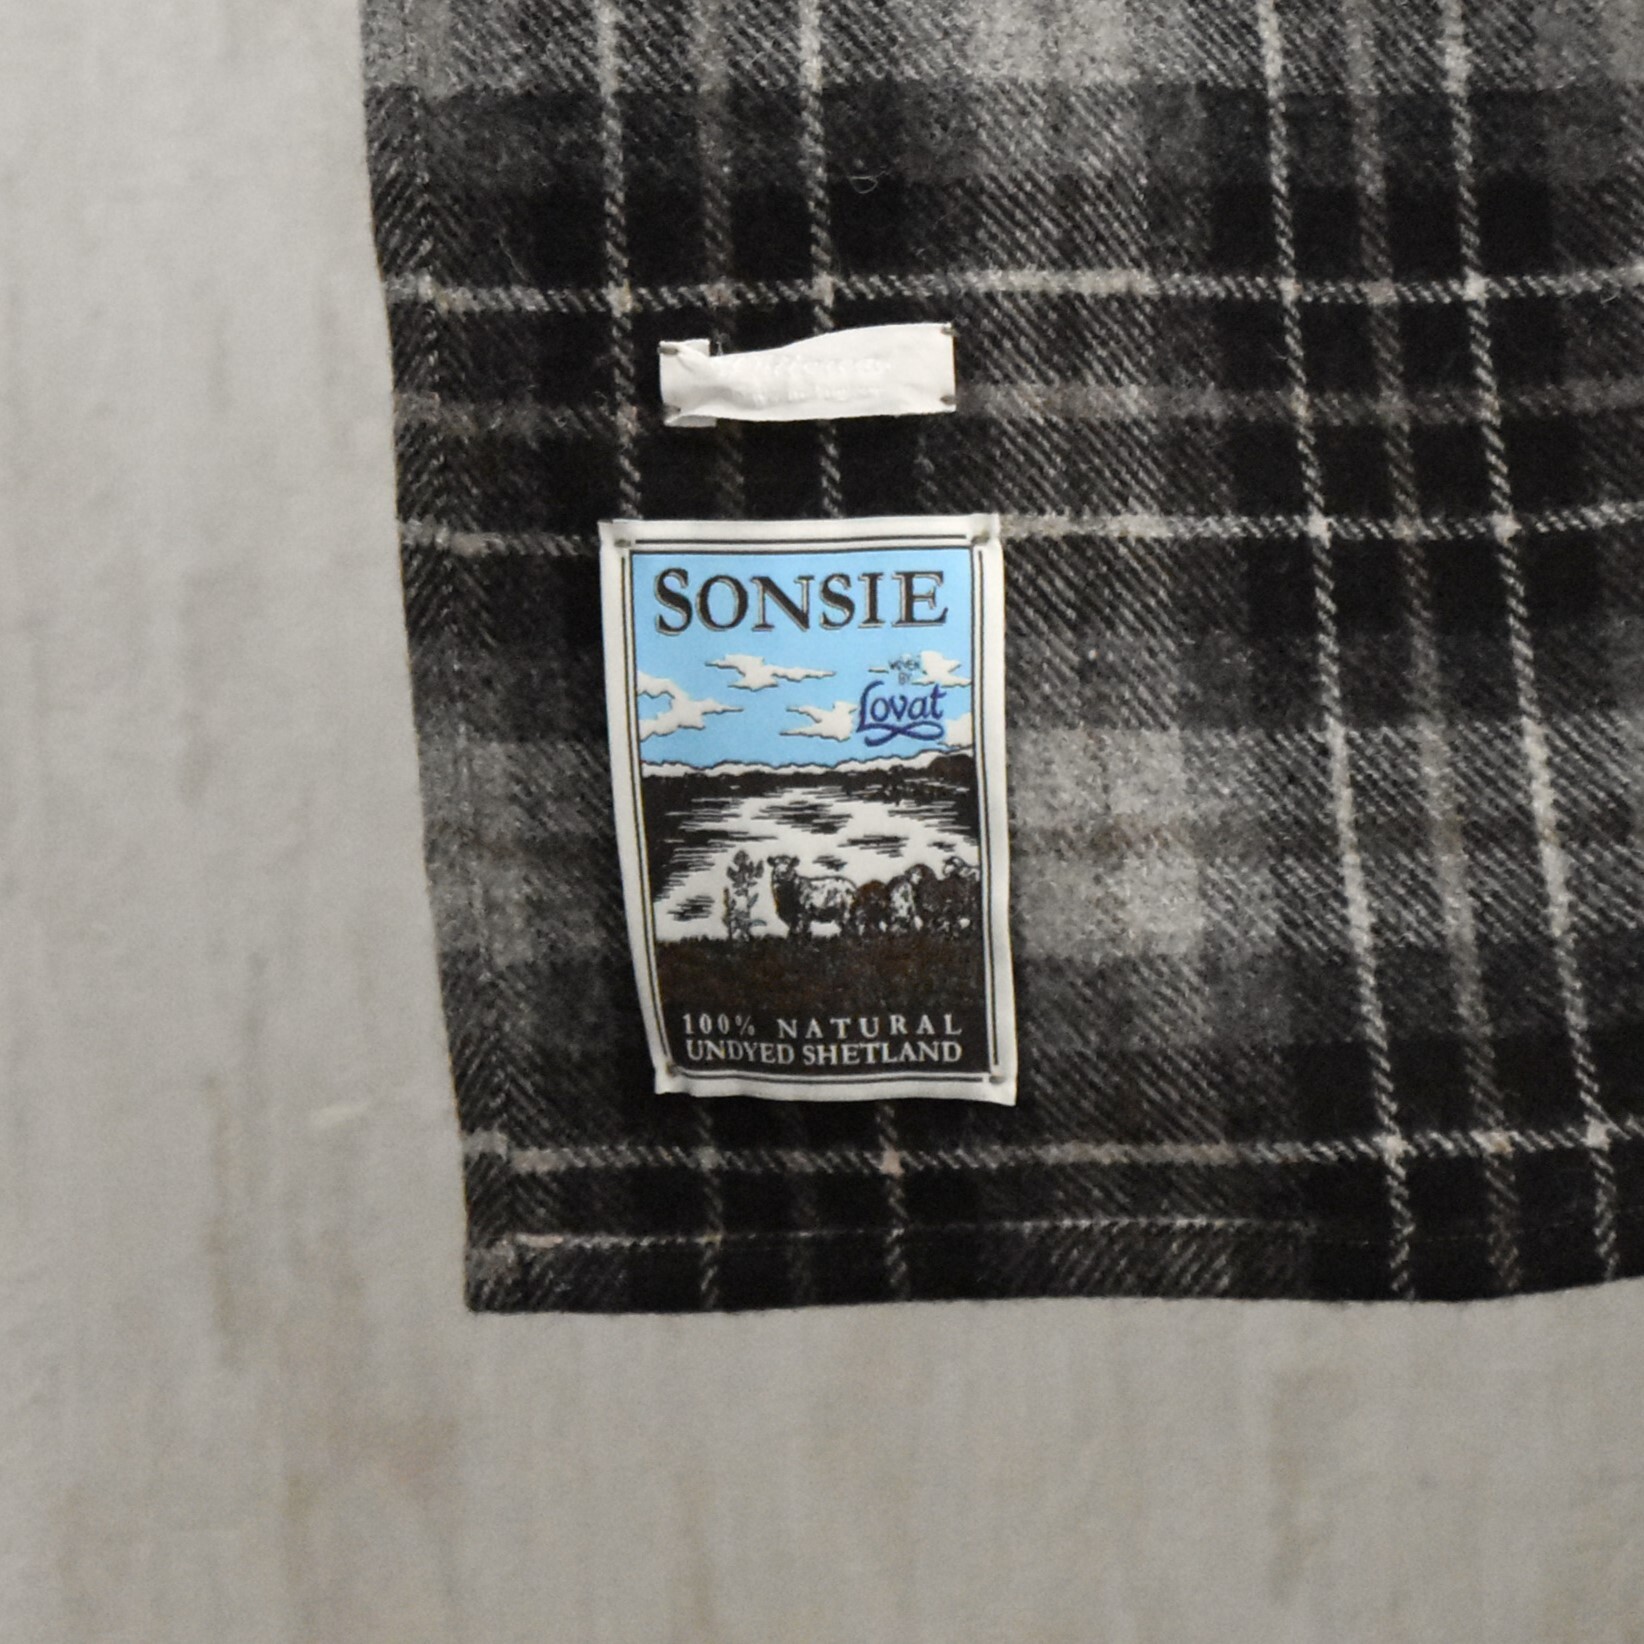 SONSIE
WOVEN
BY
Lovat
100% NATURAL
UNDYED SHETLAND